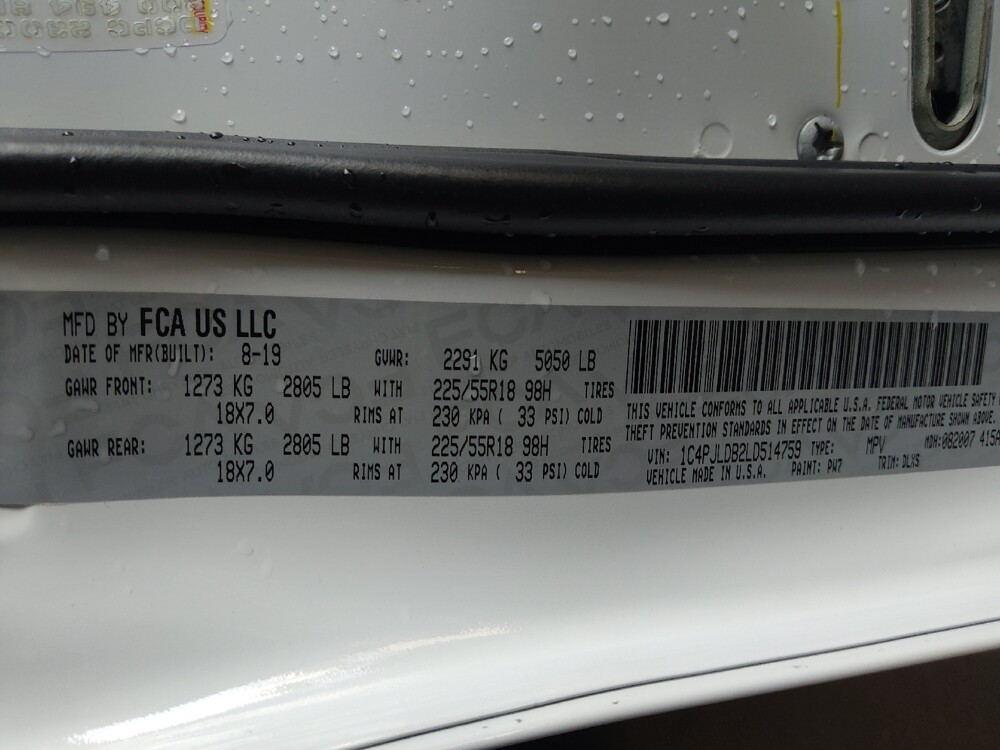 MFD BY FCA US LLC
DATE OF MFR(BUILT): 8-19 GVWR: 2291 KG 5050 LB
GAWR FRONT: 1273 KG 2805 LB WITH 225/55R18 98H TIRES
18X7.0 RIMS AT 230 KPA ( 33 PSI) COLD
GAWR REAR: 1273 KG 2805 LB WITH 225/55R18 98H TIRES
18X7.0 RIMS AT 230 KPA ( 33 PSI) COLD
THIS VEHICLE CONFORMS TO ALL APPLICABLE U.S.A. FEDERAL MOTOR VEHICLE SAFETY
THEFT PREVENTION STANDARDS IN EFFECT ON THE DATE OF MANUFACTURE SHOWN ABOVE.
VIN: 1C4PJLDB2LD514759 TYPE: MPV MDH: 082007 415A
VEHICLE MADE IN U.S.A. PAINT: PW7 TRIM: DLXS